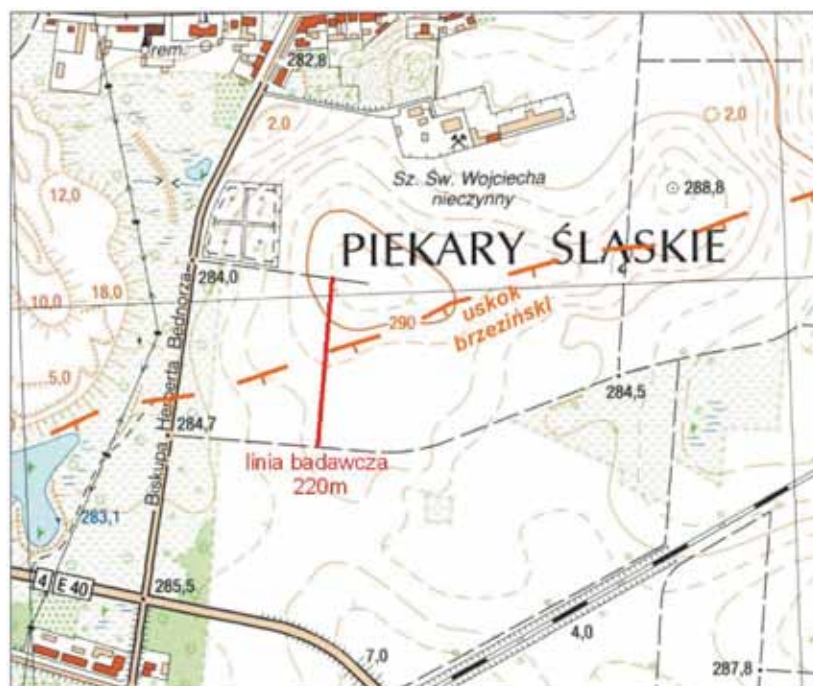 Crem.
282,8
2,0
2,0
12,0
Sz. Św. Wojciecha
nieczynny
288,8
PIEKARY ŚLĄSKIE
284,0
10,0
18,0
290
uskok
brzeziński
5,0
284,5
284,7
Biskupa Herberta Bednorza
linia badawcza
220m
283,1
4 E 40
285,5
7,0
4,0
287,8